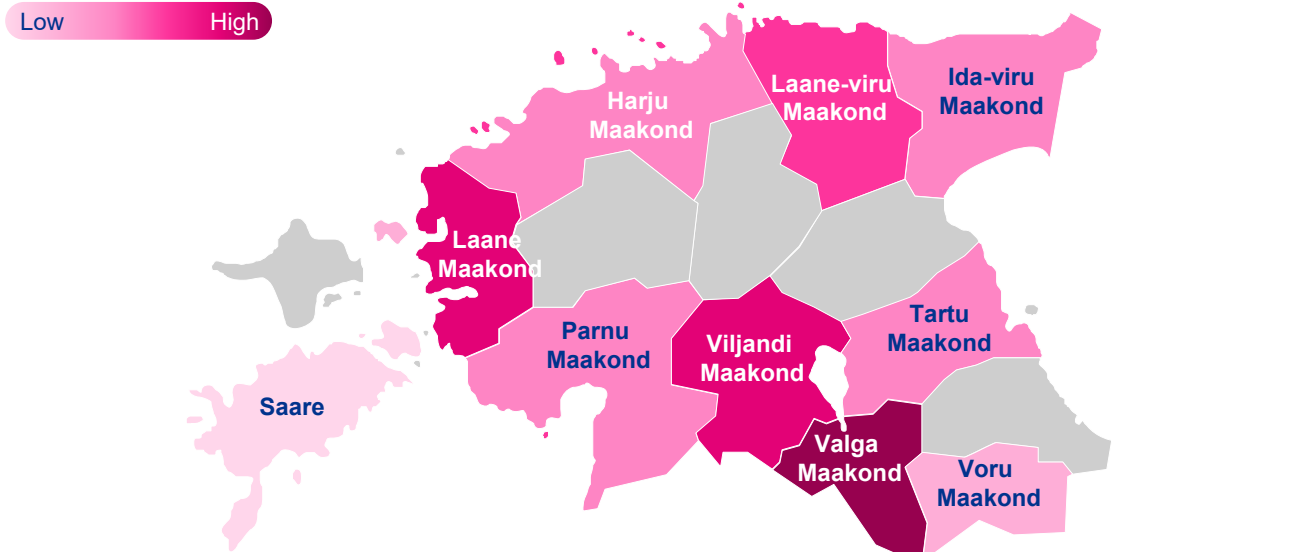 Low
High
Harju
Maakond
Laane-viru
Maakond
Ida-viru
Maakond
Laane
Maakond
Parnu
Maakond
Viljandi
Maakond
Tartu
Maakond
Saare
Valga
Maakond
Voru
Maakond